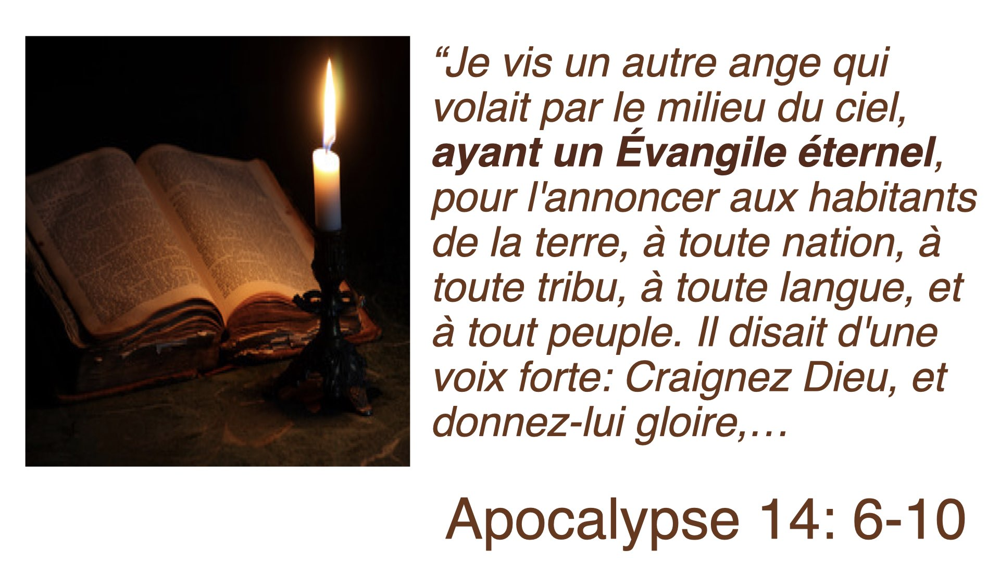 “Je vis un autre ange qui
volait par le milieu du ciel,
ayant un Évangile éternel,
pour l'annoncer aux habitants
de la terre, à toute nation, à
toute tribu, à toute langue, et
à tout peuple. Il disait d'une
voix forte: Craignez Dieu, et
donnez-lui gloire,…
Apocalypse 14: 6-10